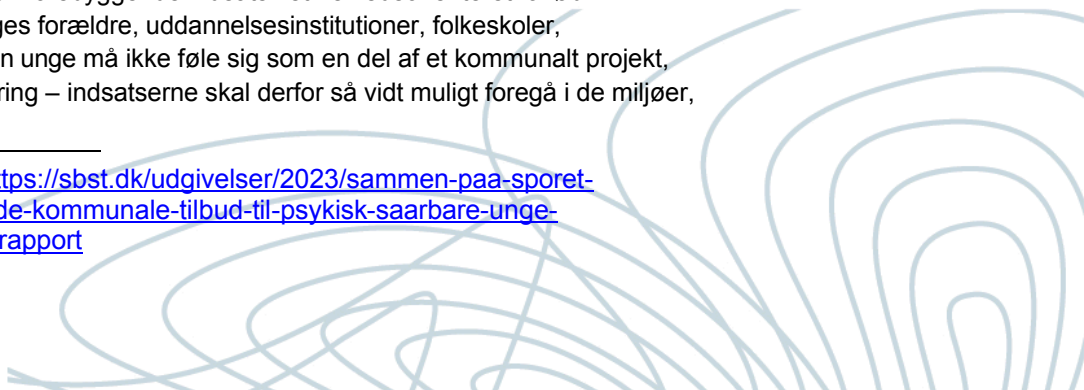 ges forældre, uddannelsesinstitutioner, folkeskoler,
n unge må ikke føle sig som en del af et kommunalt projekt,
ring – indsatserne skal derfor så vidt muligt foregå i de miljøer,
ttps://sbst.dk/udgivelser/2023/sammen-paa-sporet-
de-kommunale-tilbud-til-psykisk-saarbare-unge-
rapport